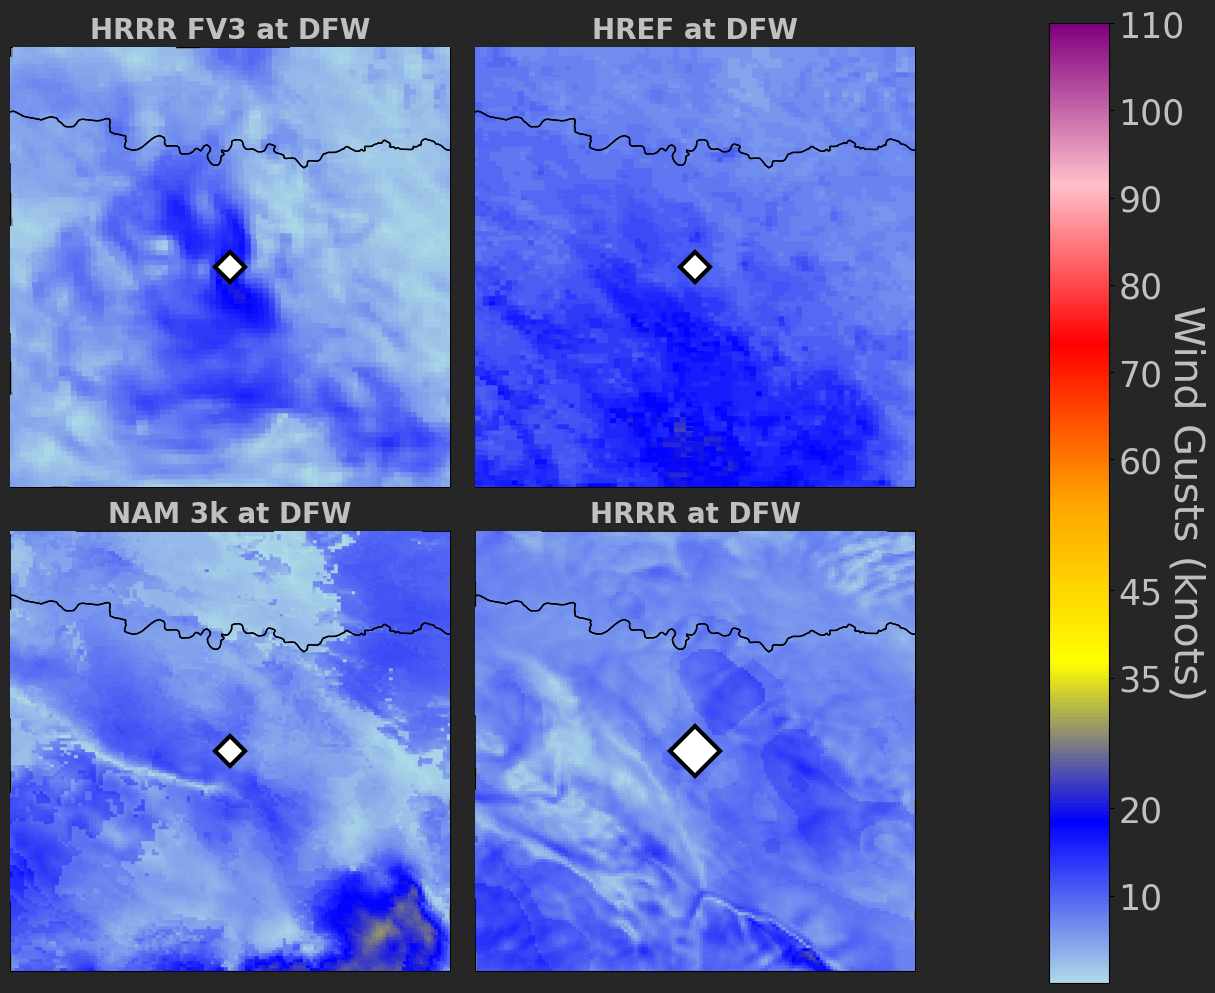 HRRR FV3 at DFW
HREF at DFW
NAM 3k at DFW
HRRR at DFW
110
100
90
80
70
60
45
35
20
10
Wind Gusts (knots)